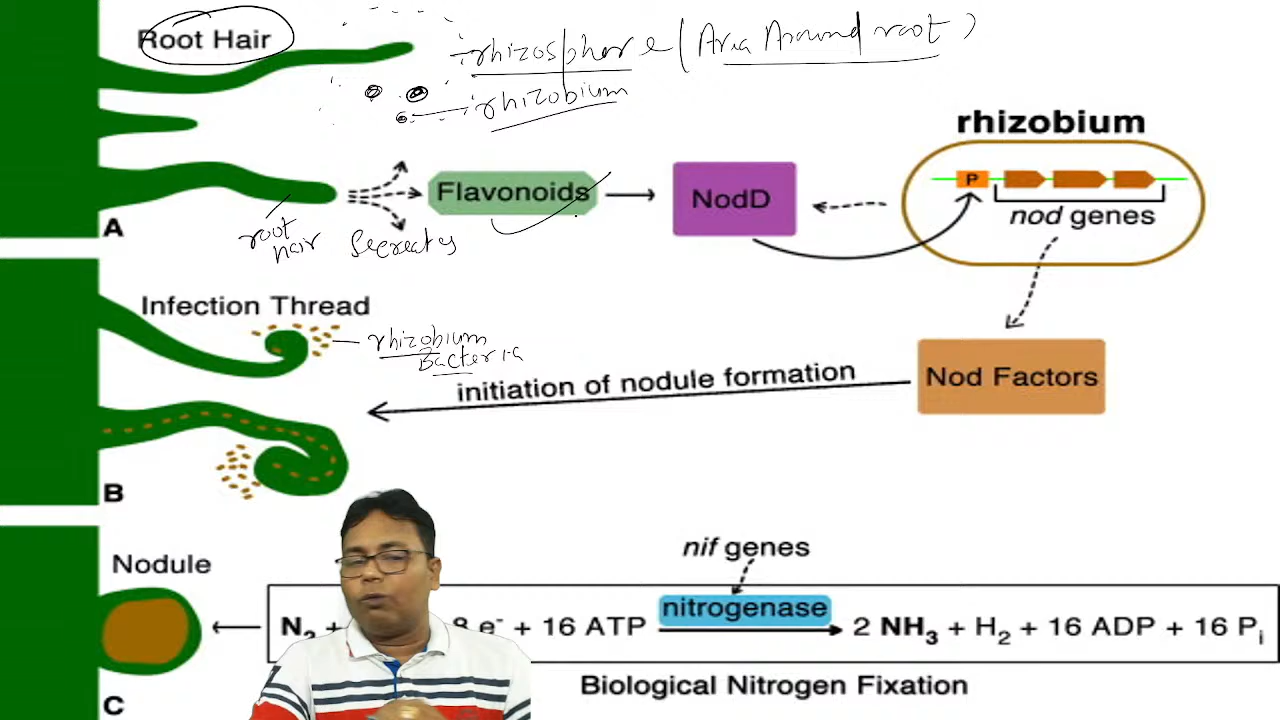 Root Hair
rhizosphere (Area Around root)
rhizobium
rhizobium
Flavonoids
NodD
P
nod genes
A
root
hair
Secreates
Infection Thread
rhizobium
Bacteria
initiation of nodule formation
Nod Factors
B
nif genes
Nodule
nitrogenase
N₂ + 8 e⁻ + 16 ATP
2 NH₃ + H₂ + 16 ADP + 16 Pᵢ
Biological Nitrogen Fixation
C